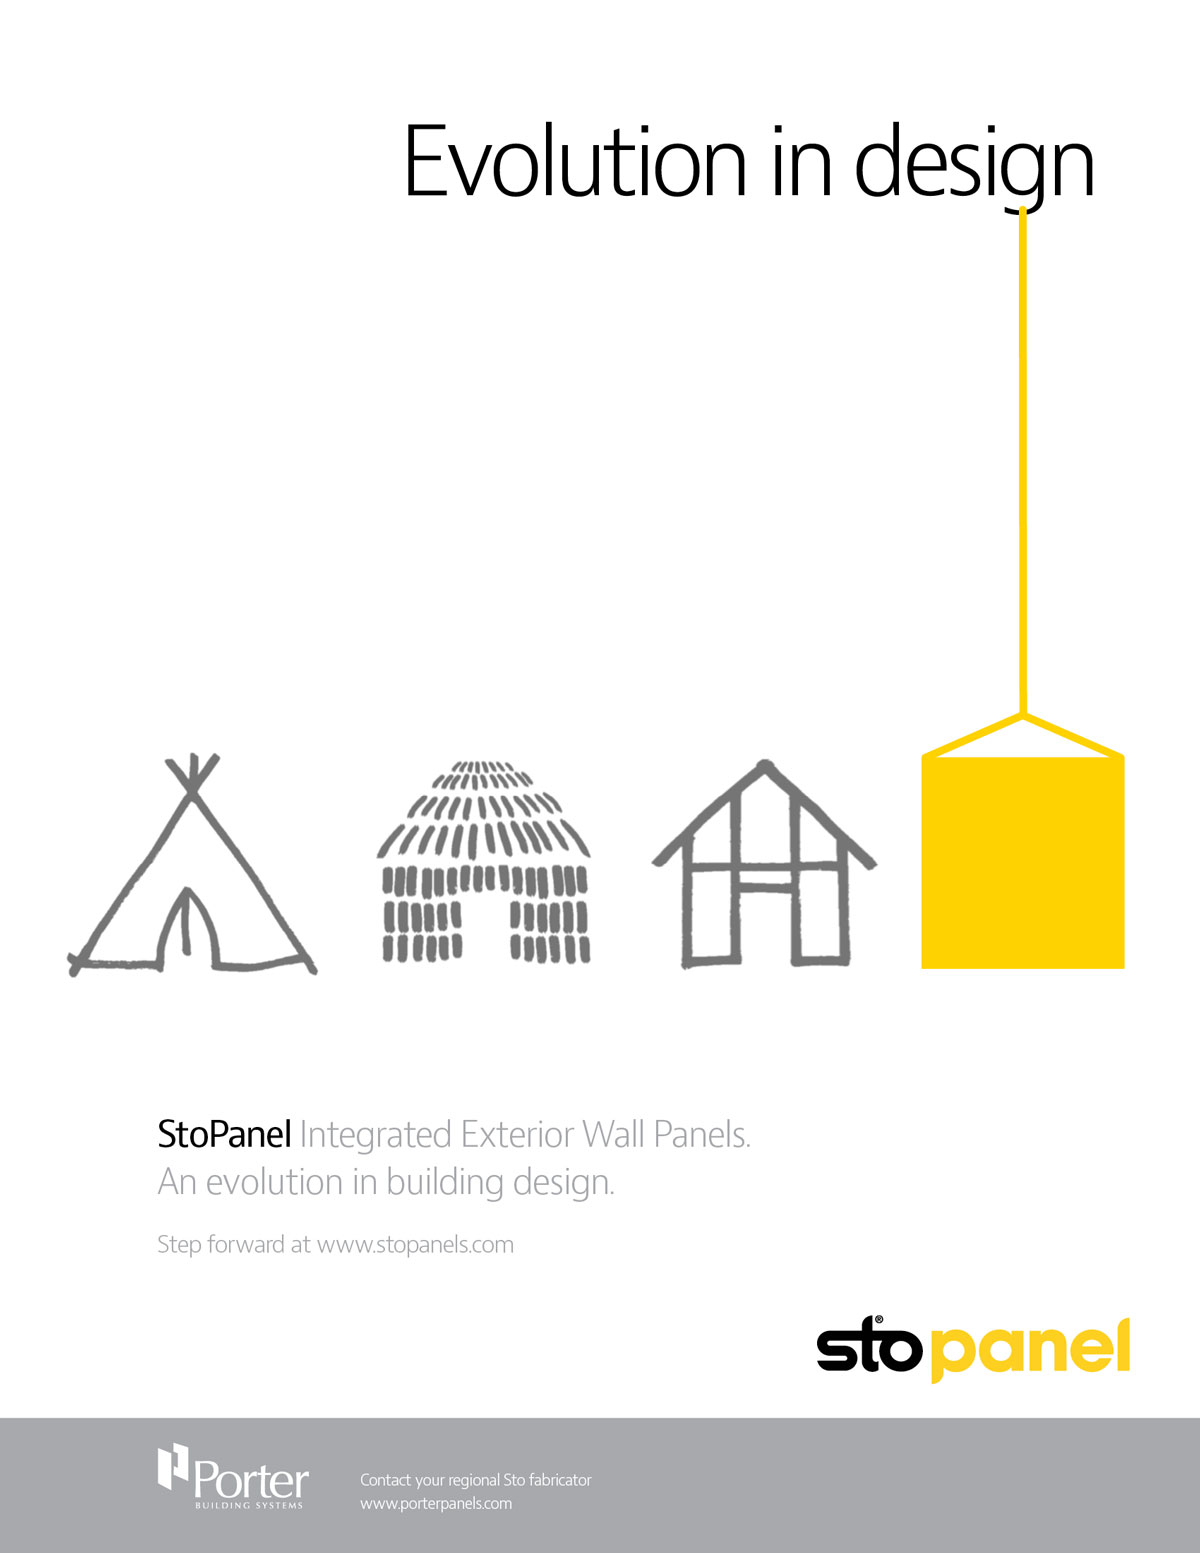 Evolution in design
StoPanel Integrated Exterior Wall Panels.
An evolution in building design.
Step forward at www.stopanels.com
sto® panel
Porter
BUILDING SYSTEMS
Contact your regional Sto fabricator
www.porterpanels.com